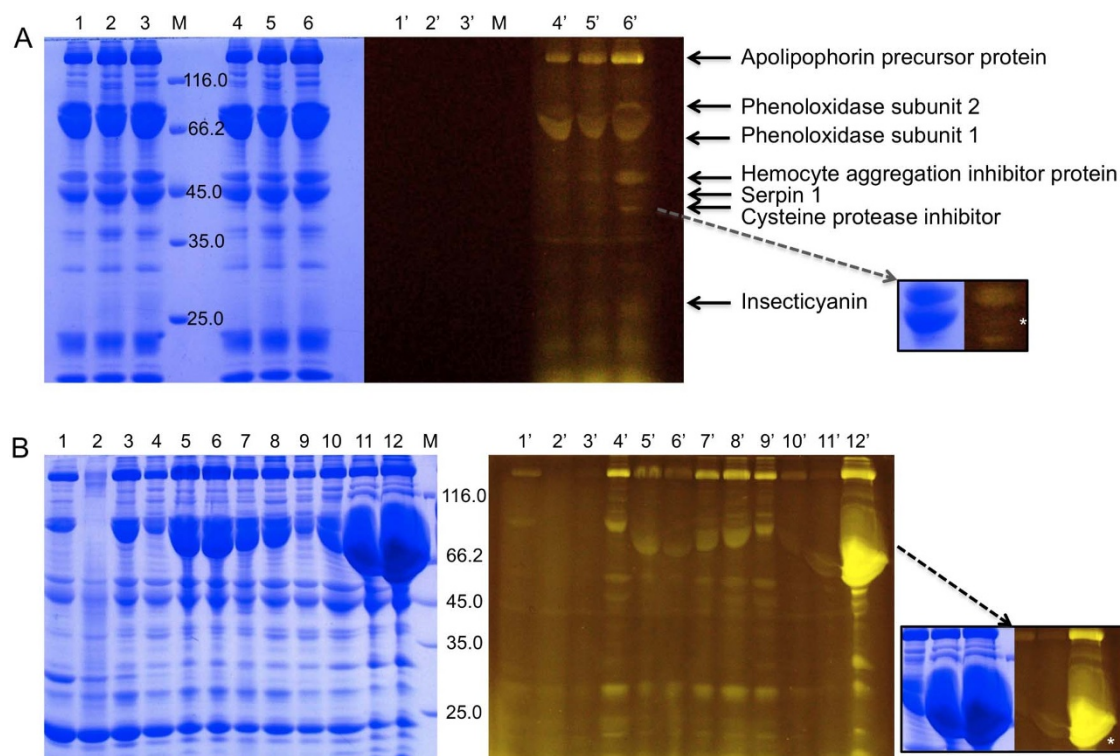 A
1 2 3 M 4 5 6 1’ 2’ 3’ M 4’ 5’ 6’
Apolipophorin precursor protein
116.0
Phenoloxidase subunit 2
66.2
Phenoloxidase subunit 1
Hemocyte aggregation inhibitor protein
45.0
Serpin 1
Cysteine protease inhibitor
35.0
Insecticyanin
25.0
*
B
1 2 3 4 5 6 7 8 9 10 11 12 M 1’ 2’ 3’ 4’ 5’ 6’ 7’ 8’ 9’ 10’ 11’ 12’
116.0
66.2
45.0
35.0
25.0
*